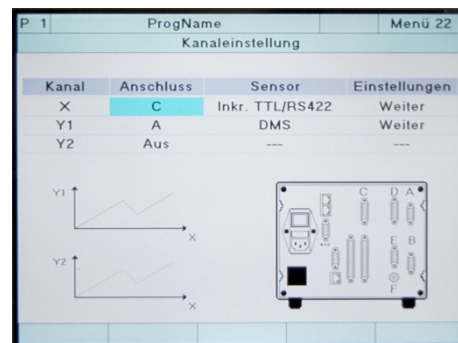 P 1 ProgName Menü 22
Kanaleinstellung
Kanal Anschluss Sensor Einstellungen
X C Inkr. TTL/RS422 Weiter
Y1 A DMS Weiter
Y2 Aus --- ---
Y1
X
Y2
X
C D A
E B
F